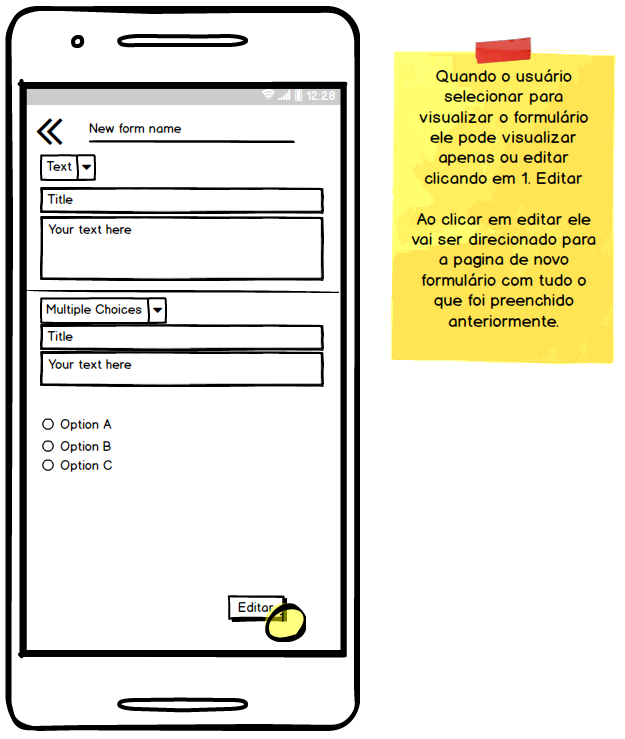 12:28
New form name
Text
Title
Your text here
Multiple Choices
Title
Your text here
Option A
Option B
Option C
Editar
1
Quando o usuário
selecionar para
visualizar o formulário
ele pode visualizar
apenas ou editar
clicando em 1. Editar
Ao clicar em editar ele
vai ser direcionado para
a pagina de novo
formulário com tudo o
que foi preenchido
anteriormente.